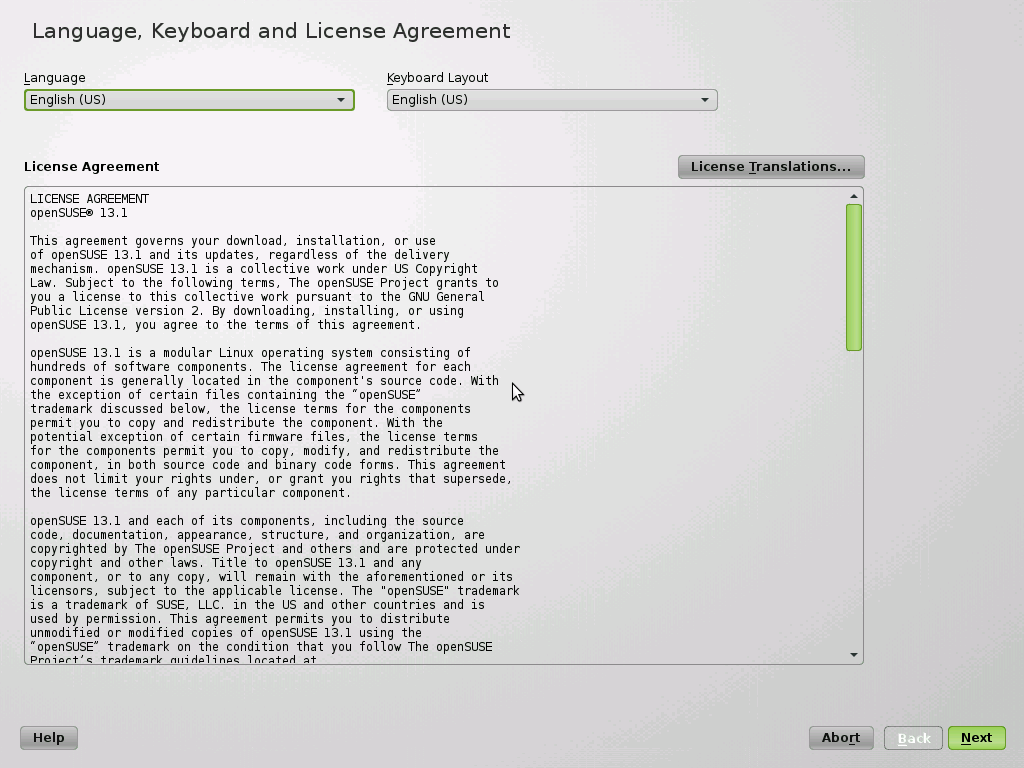 Language, Keyboard and License Agreement
Language
Keyboard Layout
English (US)
English (US)
License Agreement
License Translations...
LICENSE AGREEMENT
openSUSE® 13.1
This agreement governs your download, installation, or use
of openSUSE 13.1 and its updates, regardless of the delivery
mechanism. openSUSE 13.1 is a collective work under US Copyright
Law. Subject to the following terms, The openSUSE Project grants to
you a license to this collective work pursuant to the GNU General
Public License version 2. By downloading, installing, or using
openSUSE 13.1, you agree to the terms of this agreement.
openSUSE 13.1 is a modular Linux operating system consisting of
hundreds of software components. The license agreement for each
component is generally located in the component's source code. With
the exception of certain files containing the “openSUSE”
trademark discussed below, the license terms for the components
permit you to copy and redistribute the component. With the
potential exception of certain firmware files, the license terms
for the components permit you to copy, modify, and redistribute the
component, in both source code and binary code forms. This agreement
does not limit your rights under, or grant you rights that supersede,
the license terms of any particular component.
openSUSE 13.1 and each of its components, including the source
code, documentation, appearance, structure, and organization, are
copyrighted by The openSUSE Project and others and are protected under
copyright and other laws. Title to openSUSE 13.1 and any
component, or to any copy, will remain with the aforementioned or its
licensors, subject to the applicable license. The "openSUSE" trademark
is a trademark of SUSE, LLC. in the US and other countries and is
used by permission. This agreement permits you to distribute
unmodified or modified copies of openSUSE 13.1 using the
“openSUSE” trademark on the condition that you follow The openSUSE
Project’s trademark guidelines located at
Help
Abort
Back
Next